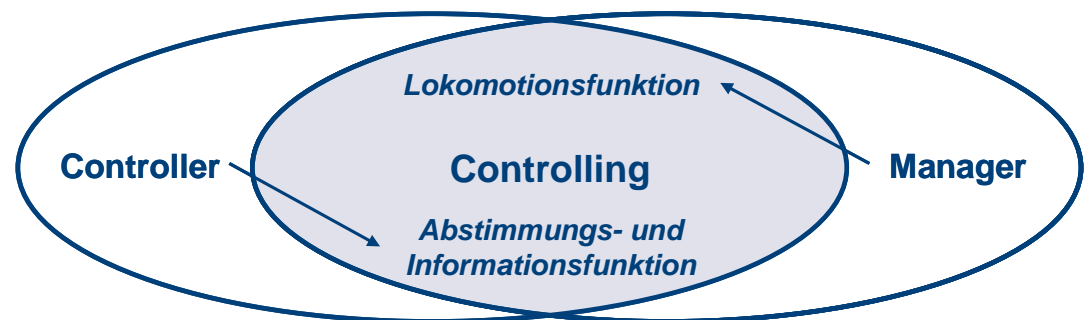 Lokomotionsfunktion
Controller
Controlling
Manager
Abstimmungs- und
Informationsfunktion